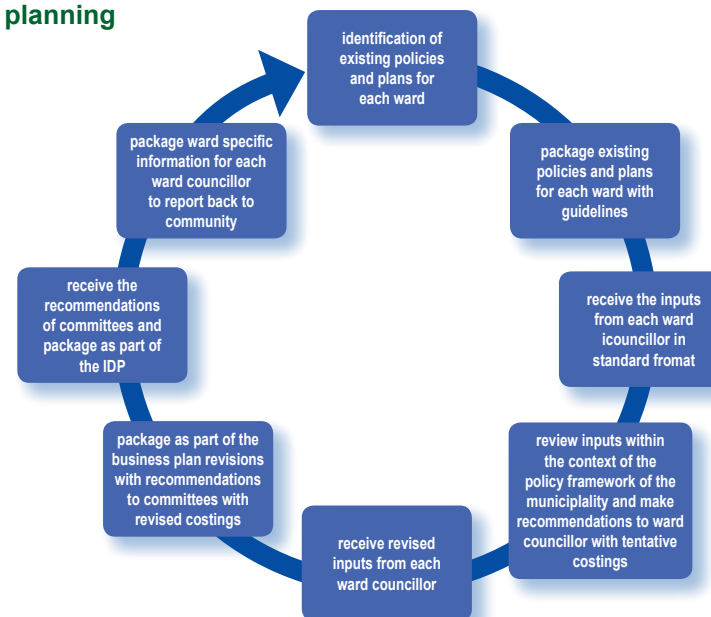 planning
identification of
existing policies
and plans for
each ward
package existing
policies and plans
for each ward with
guidelines
receive the inputs
from each ward
icouncillor in
standard fromat
review inputs within
the context of the
policy framework of the
municiplality and make
recommendations to ward
councillor with tentative
costings
receive revised
inputs from each
ward councillor
package as part of the
business plan revisions
with recommendations
to committees with
revised costings
receive the
recommendations
of committees and
package as part of
the IDP
package ward specific
information for each
ward councillor
to report back to
community